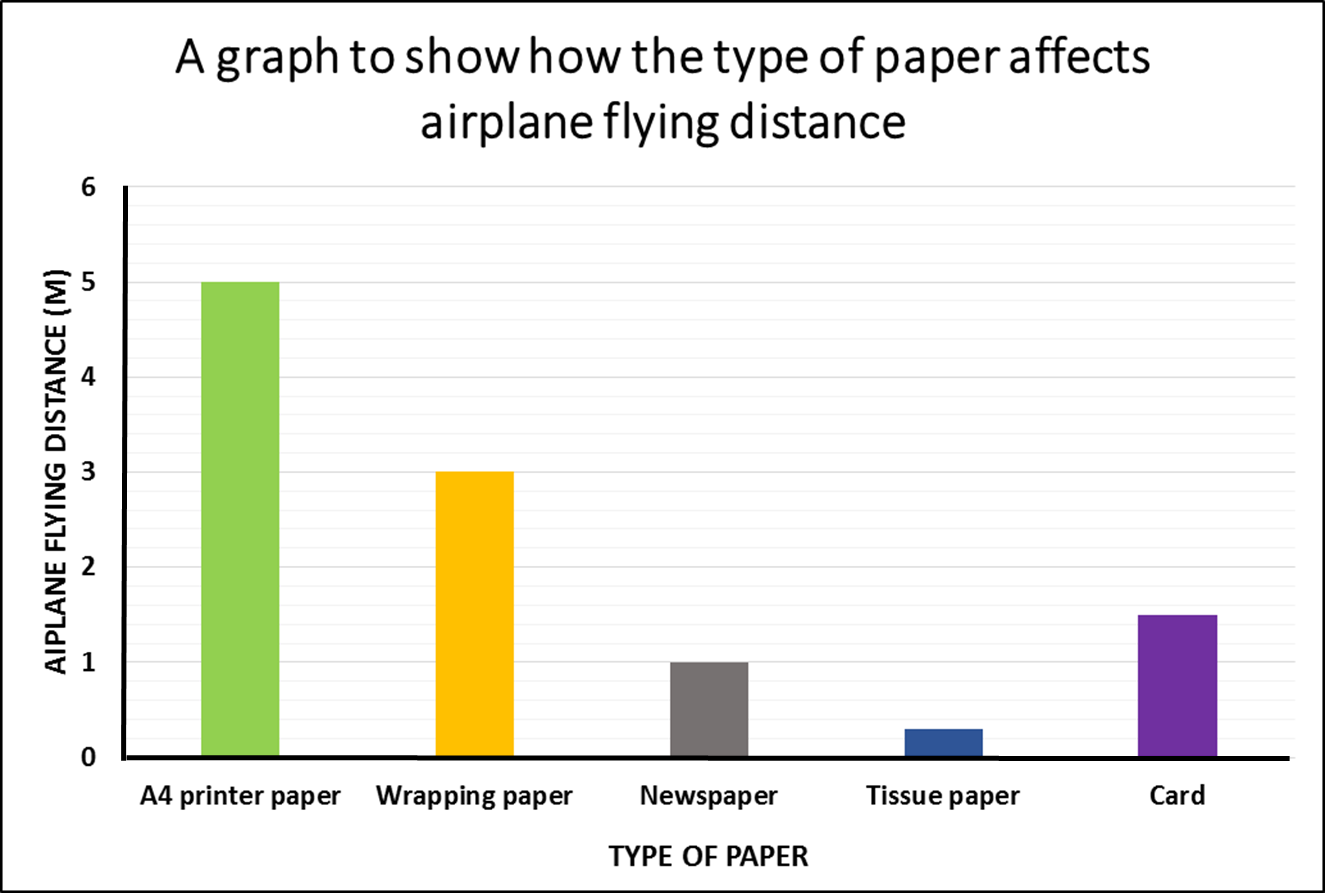 A graph to show how the type of paper affects
airplane flying distance
AIPLANE FLYING DISTANCE (M)
6
5
4
3
2
1
0
A4 printer paper Wrapping paper Newspaper Tissue paper Card
TYPE OF PAPER